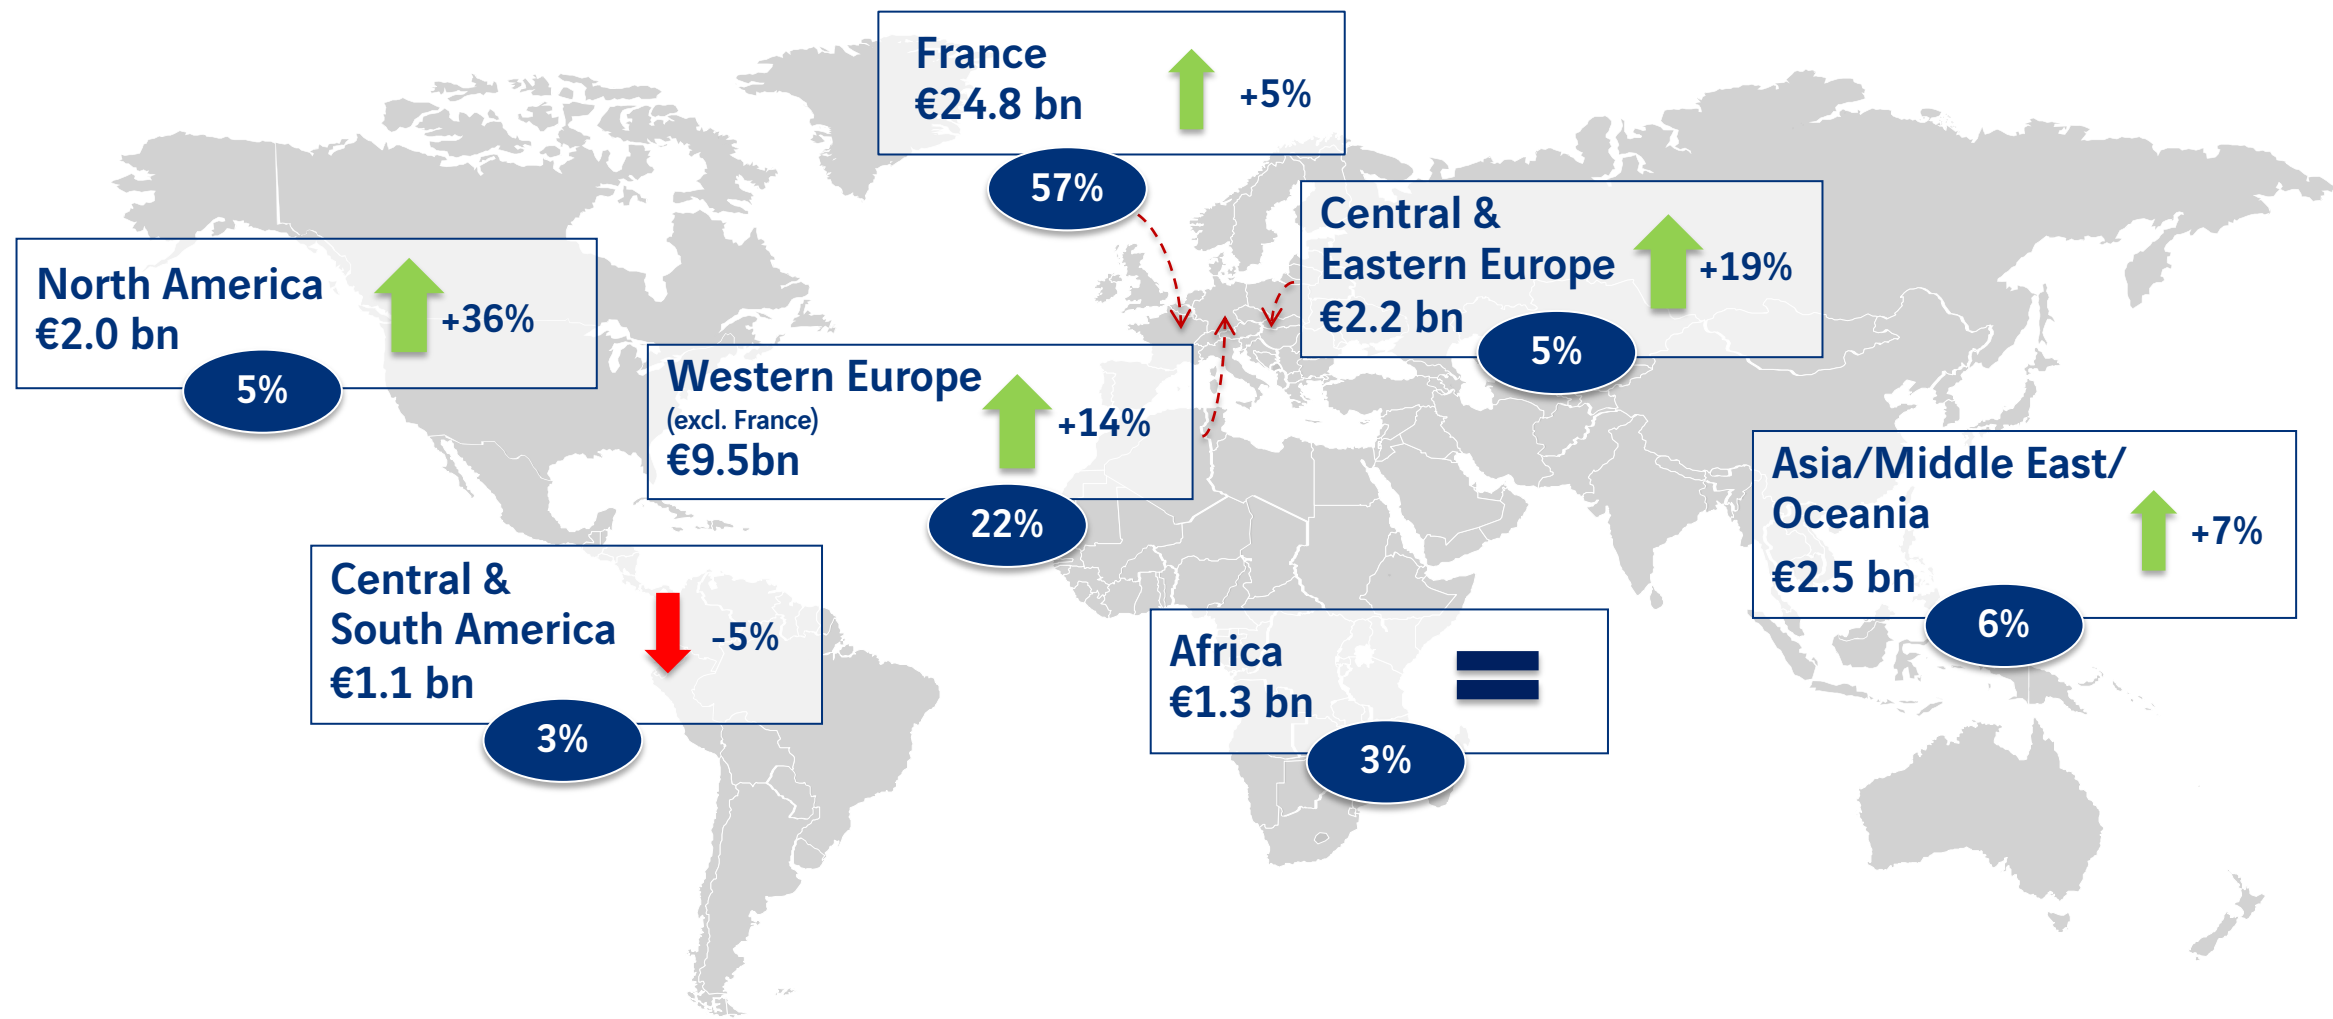 France
€24.8 bn
+5%
57%
Central &
Eastern Europe
€2.2 bn
+19%
5%
North America
€2.0 bn
+36%
5%
Western Europe
(excl. France)
€9.5bn
+14%
22%
Asia/Middle East/
Oceania
€2.5 bn
+7%
6%
Central &
South America
€1.1 bn
-5%
3%
Africa
€1.3 bn
3%